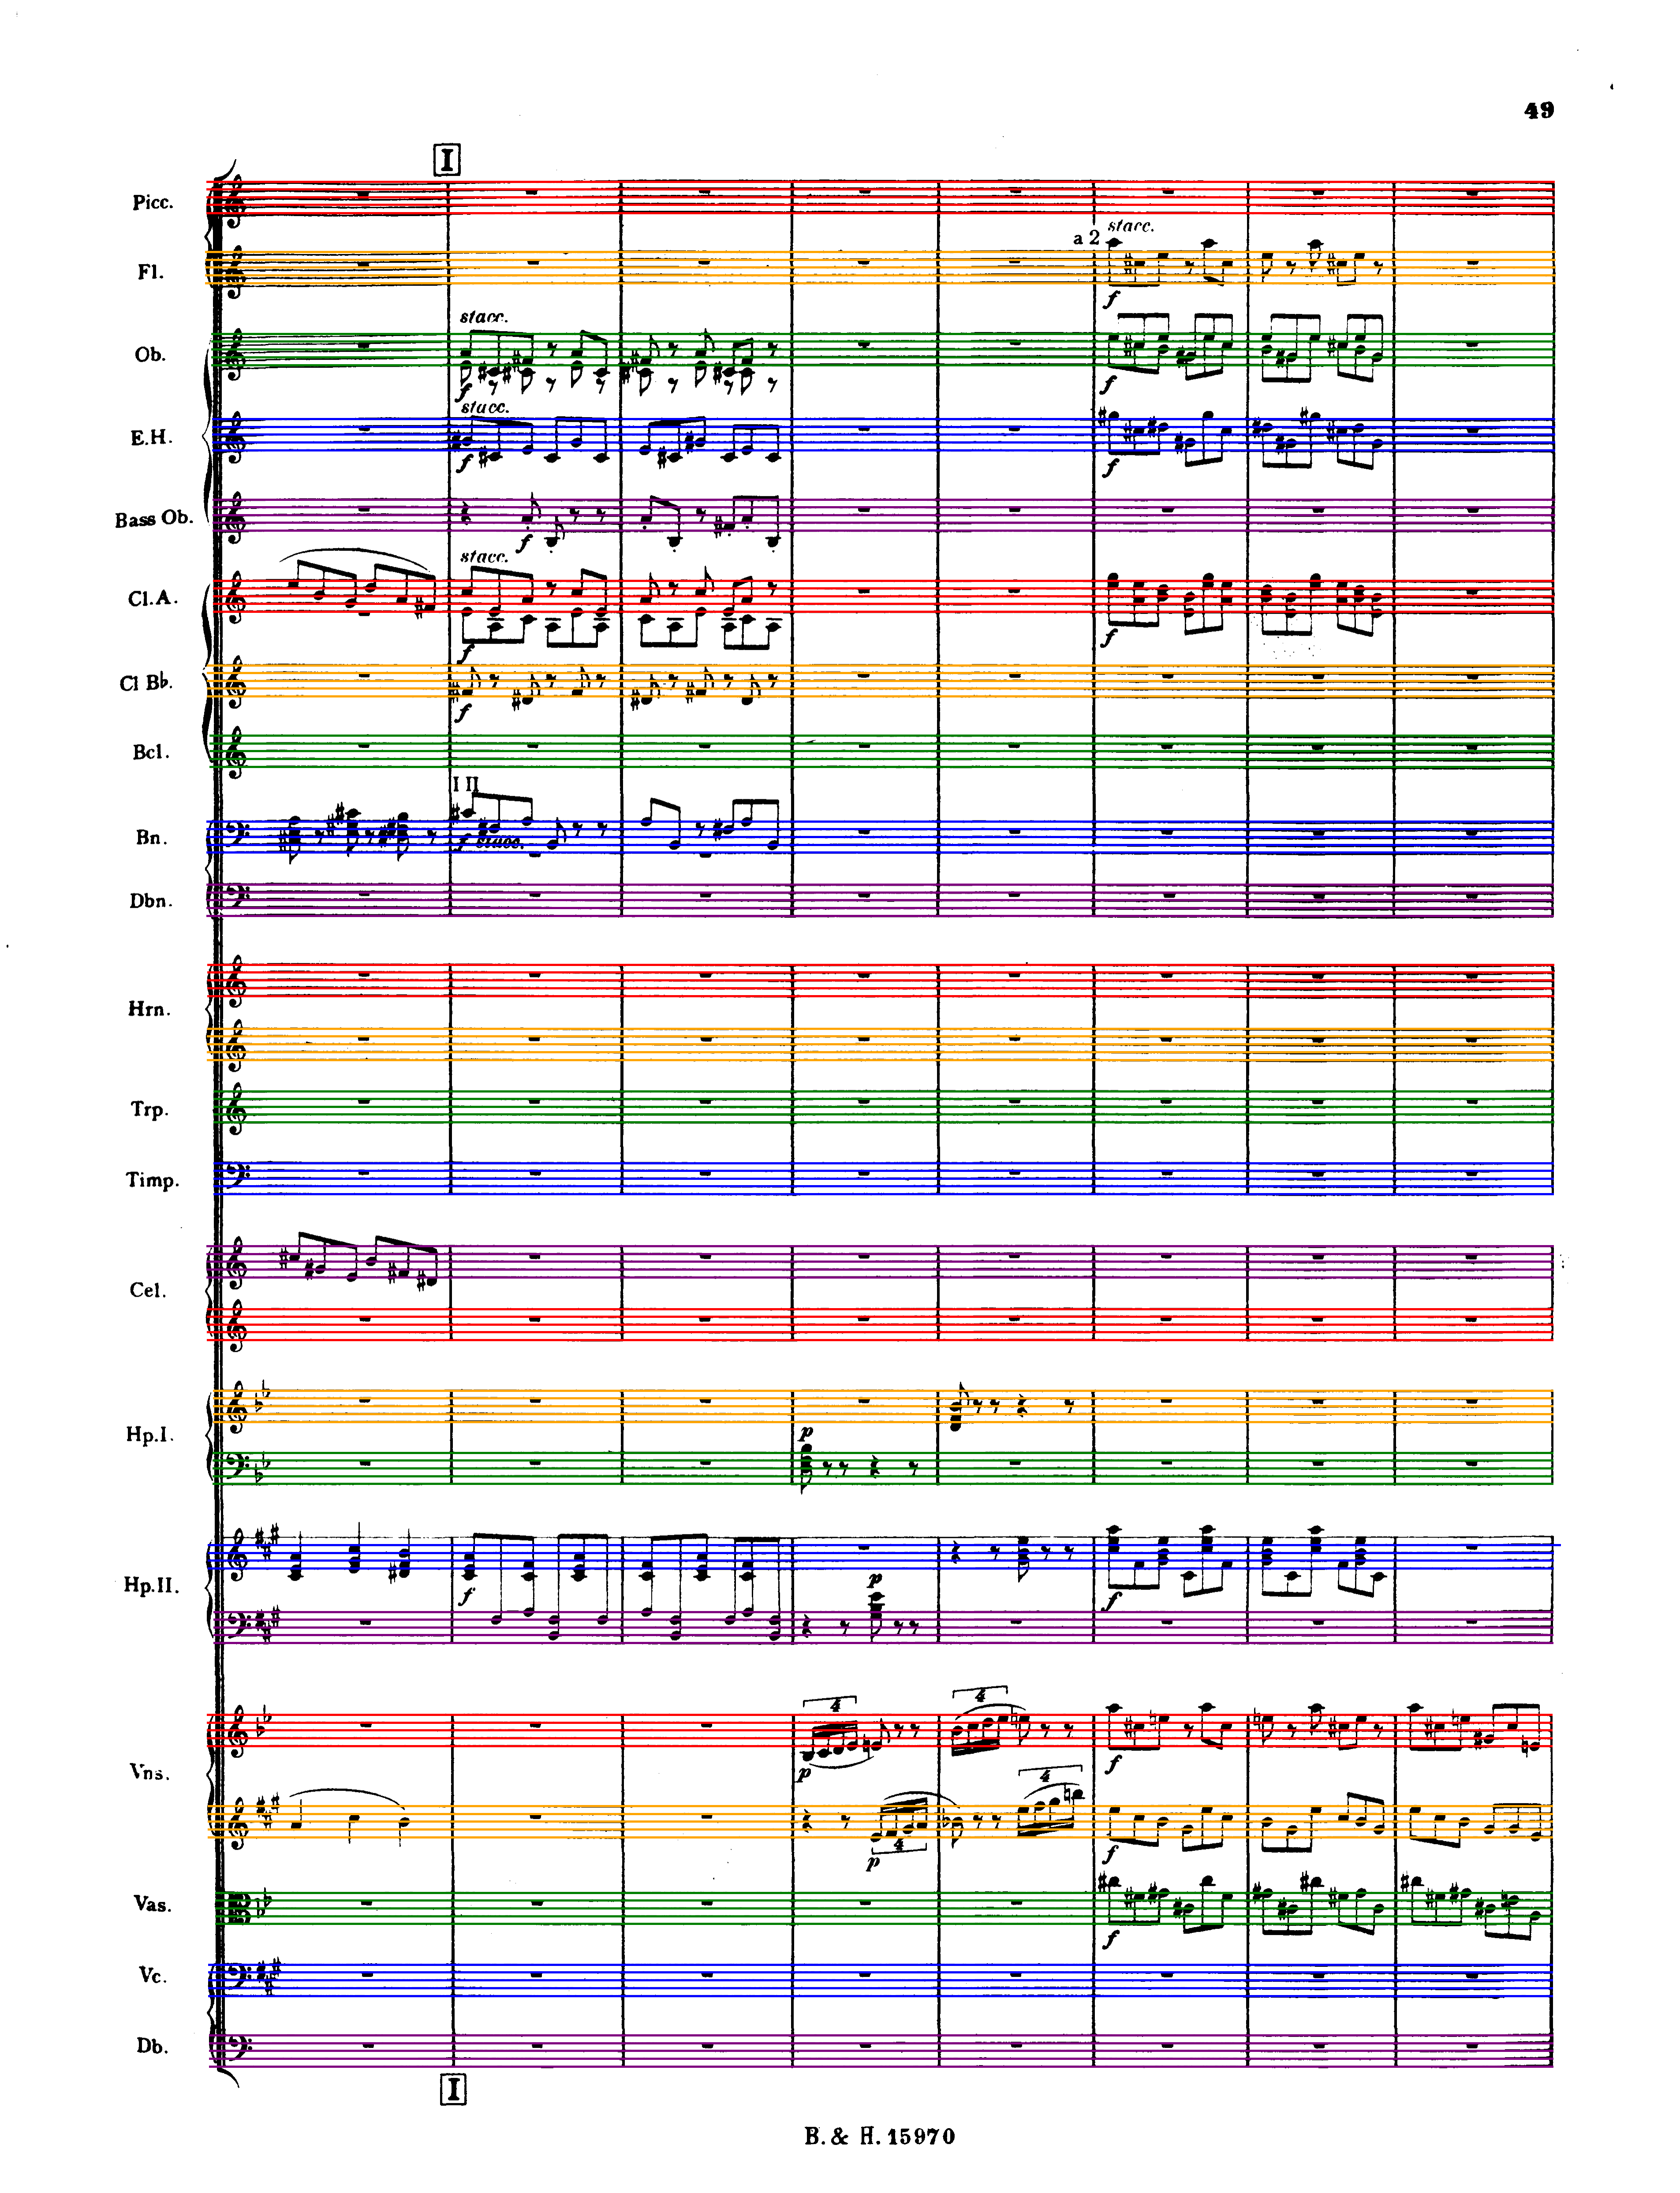 49
I
Picc.
a 2 stacc.
Fl.
f
stacc.
Ob.
f f
stacc.
E.H.
f f
Bass Ob.
f
stacc.
Cl.A.
f f
Cl B♭.
f
Bcl.
I II
Bn.
f stacc.
Dbn.
Hrn.
Trp.
Timp.
Cel.
Hp.I.
p
Hp.II.
f p f
4 4
p f
Vns.
4
4
p f
Vas.
f
Vc.
Db.
I
B. & H. 15970